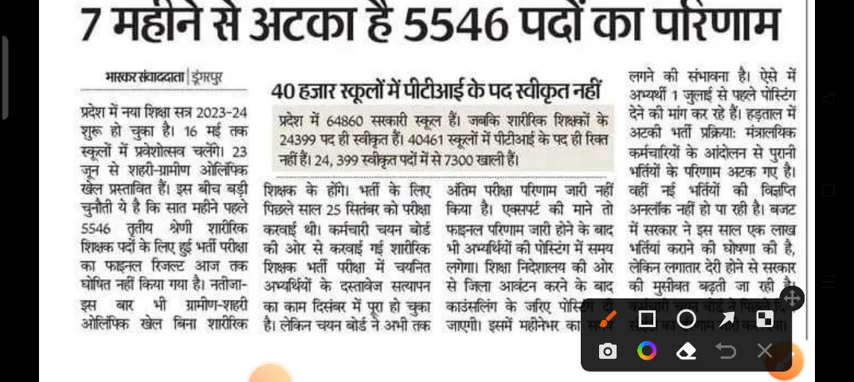 7 महीने से अटका है 5546 पदों का परिणाम
भास्कर संवाददाता | डूंगरपुर
प्रदेश में नया शिक्षा सत्र 2023-24
शुरू हो चुका है। 16 मई तक
स्कूलों में प्रवेशोत्सव चलेंगे। 23
जून से शहरी-ग्रामीण ओलिंफिक
खेल प्रस्तावित हैं। इस बीच बड़ी
चुनौती ये है कि सात महीने पहले
5546 तृतीय श्रेणी शारीरिक
शिक्षक पदों के लिए हुई भर्ती परीक्षा
का फाइनल रिजल्ट आज तक
घोषित नहीं किया गया है। नतीजा-
इस बार भी ग्रामीण-शहरी
ओलिंफिक खेल बिना शारीरिक
40 हजार स्कूलों में पीटीआई के पद स्वीकृत नहीं
प्रदेश में 64860 सरकारी स्कूल हैं। जबकि शारीरिक शिक्षकों के
24399 पद ही स्वीकृत हैं। 40461 स्कूलों में पीटीआई के पद ही रिक्त
नहीं हैं। 24, 399 स्वीकृत पदों में से 7300 खाली हैं।
शिक्षक के होंगे। भर्ती के लिए
पिछले साल 25 सितंबर को परीक्षा
करवाई थी। कर्मचारी चयन बोर्ड
की ओर से करवाई गई शारीरिक
शिक्षक भर्ती परीक्षा में चयनित
अभ्यर्थियों के दस्तावेज सत्यापन
का काम दिसंबर में पूरा हो चुका
है। लेकिन चयन बोर्ड ने अभी तक
अंतिम परीक्षा परिणाम जारी नहीं
किया है। एक्सपर्ट की माने तो
फाइनल परिणाम जारी होने के बाद
भी अभ्यर्थियों की पोस्टिंग में समय
लगेगा। शिक्षा निदेशालय की ओर
से जिला आवंटन करने के बाद
काउंसलिंग के जरिए पोस्टिंग दी
जाएगी। इसमें महीनेभर का समय
लगने की संभावना है। ऐसे में
अभ्यर्थी 1 जुलाई से पहले पोस्टिंग
देने की मांग कर रहे हैं। हड़ताल में
अटकी भर्ती प्रक्रिया: मंत्रालयिक
कर्मचारियों के आंदोलन से पुरानी
भर्तियों के परिणाम अटक गए है।
वहीं नई भर्तियों की विज्ञप्ति
अनलॉक नहीं हो पा रही है। बजट
में सरकार ने इस साल एक लाख
भर्तियां कराने की घोषणा की है,
लेकिन लगातार देरी होने से सरकार
की मुसीबत बढ़ती जा रही है।
कर्मचारी चयन बोर्ड ने पिछले